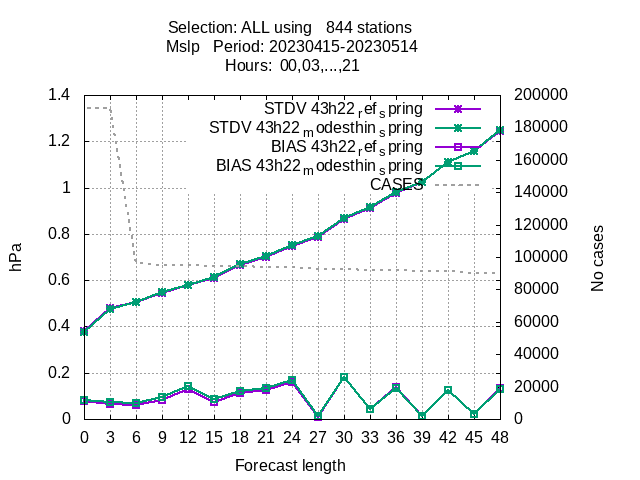 Selection: ALL using   844 stations
Mslp   Period: 20230415-20230514
Hours:  00,03,...,21
1.4
1.2
1
0.8
0.6
0.4
0.2
0
hPa
STDV 43h22_ref_spring
STDV 43h22_modesthin_spring
BIAS 43h22_ref_spring
BIAS 43h22_modesthin_spring
CASES
200000
180000
160000
140000
120000
100000
80000
60000
40000
20000
0
No cases
0 3 6 9 12 15 18 21 24 27 30 33 36 39 42 45 48
Forecast length